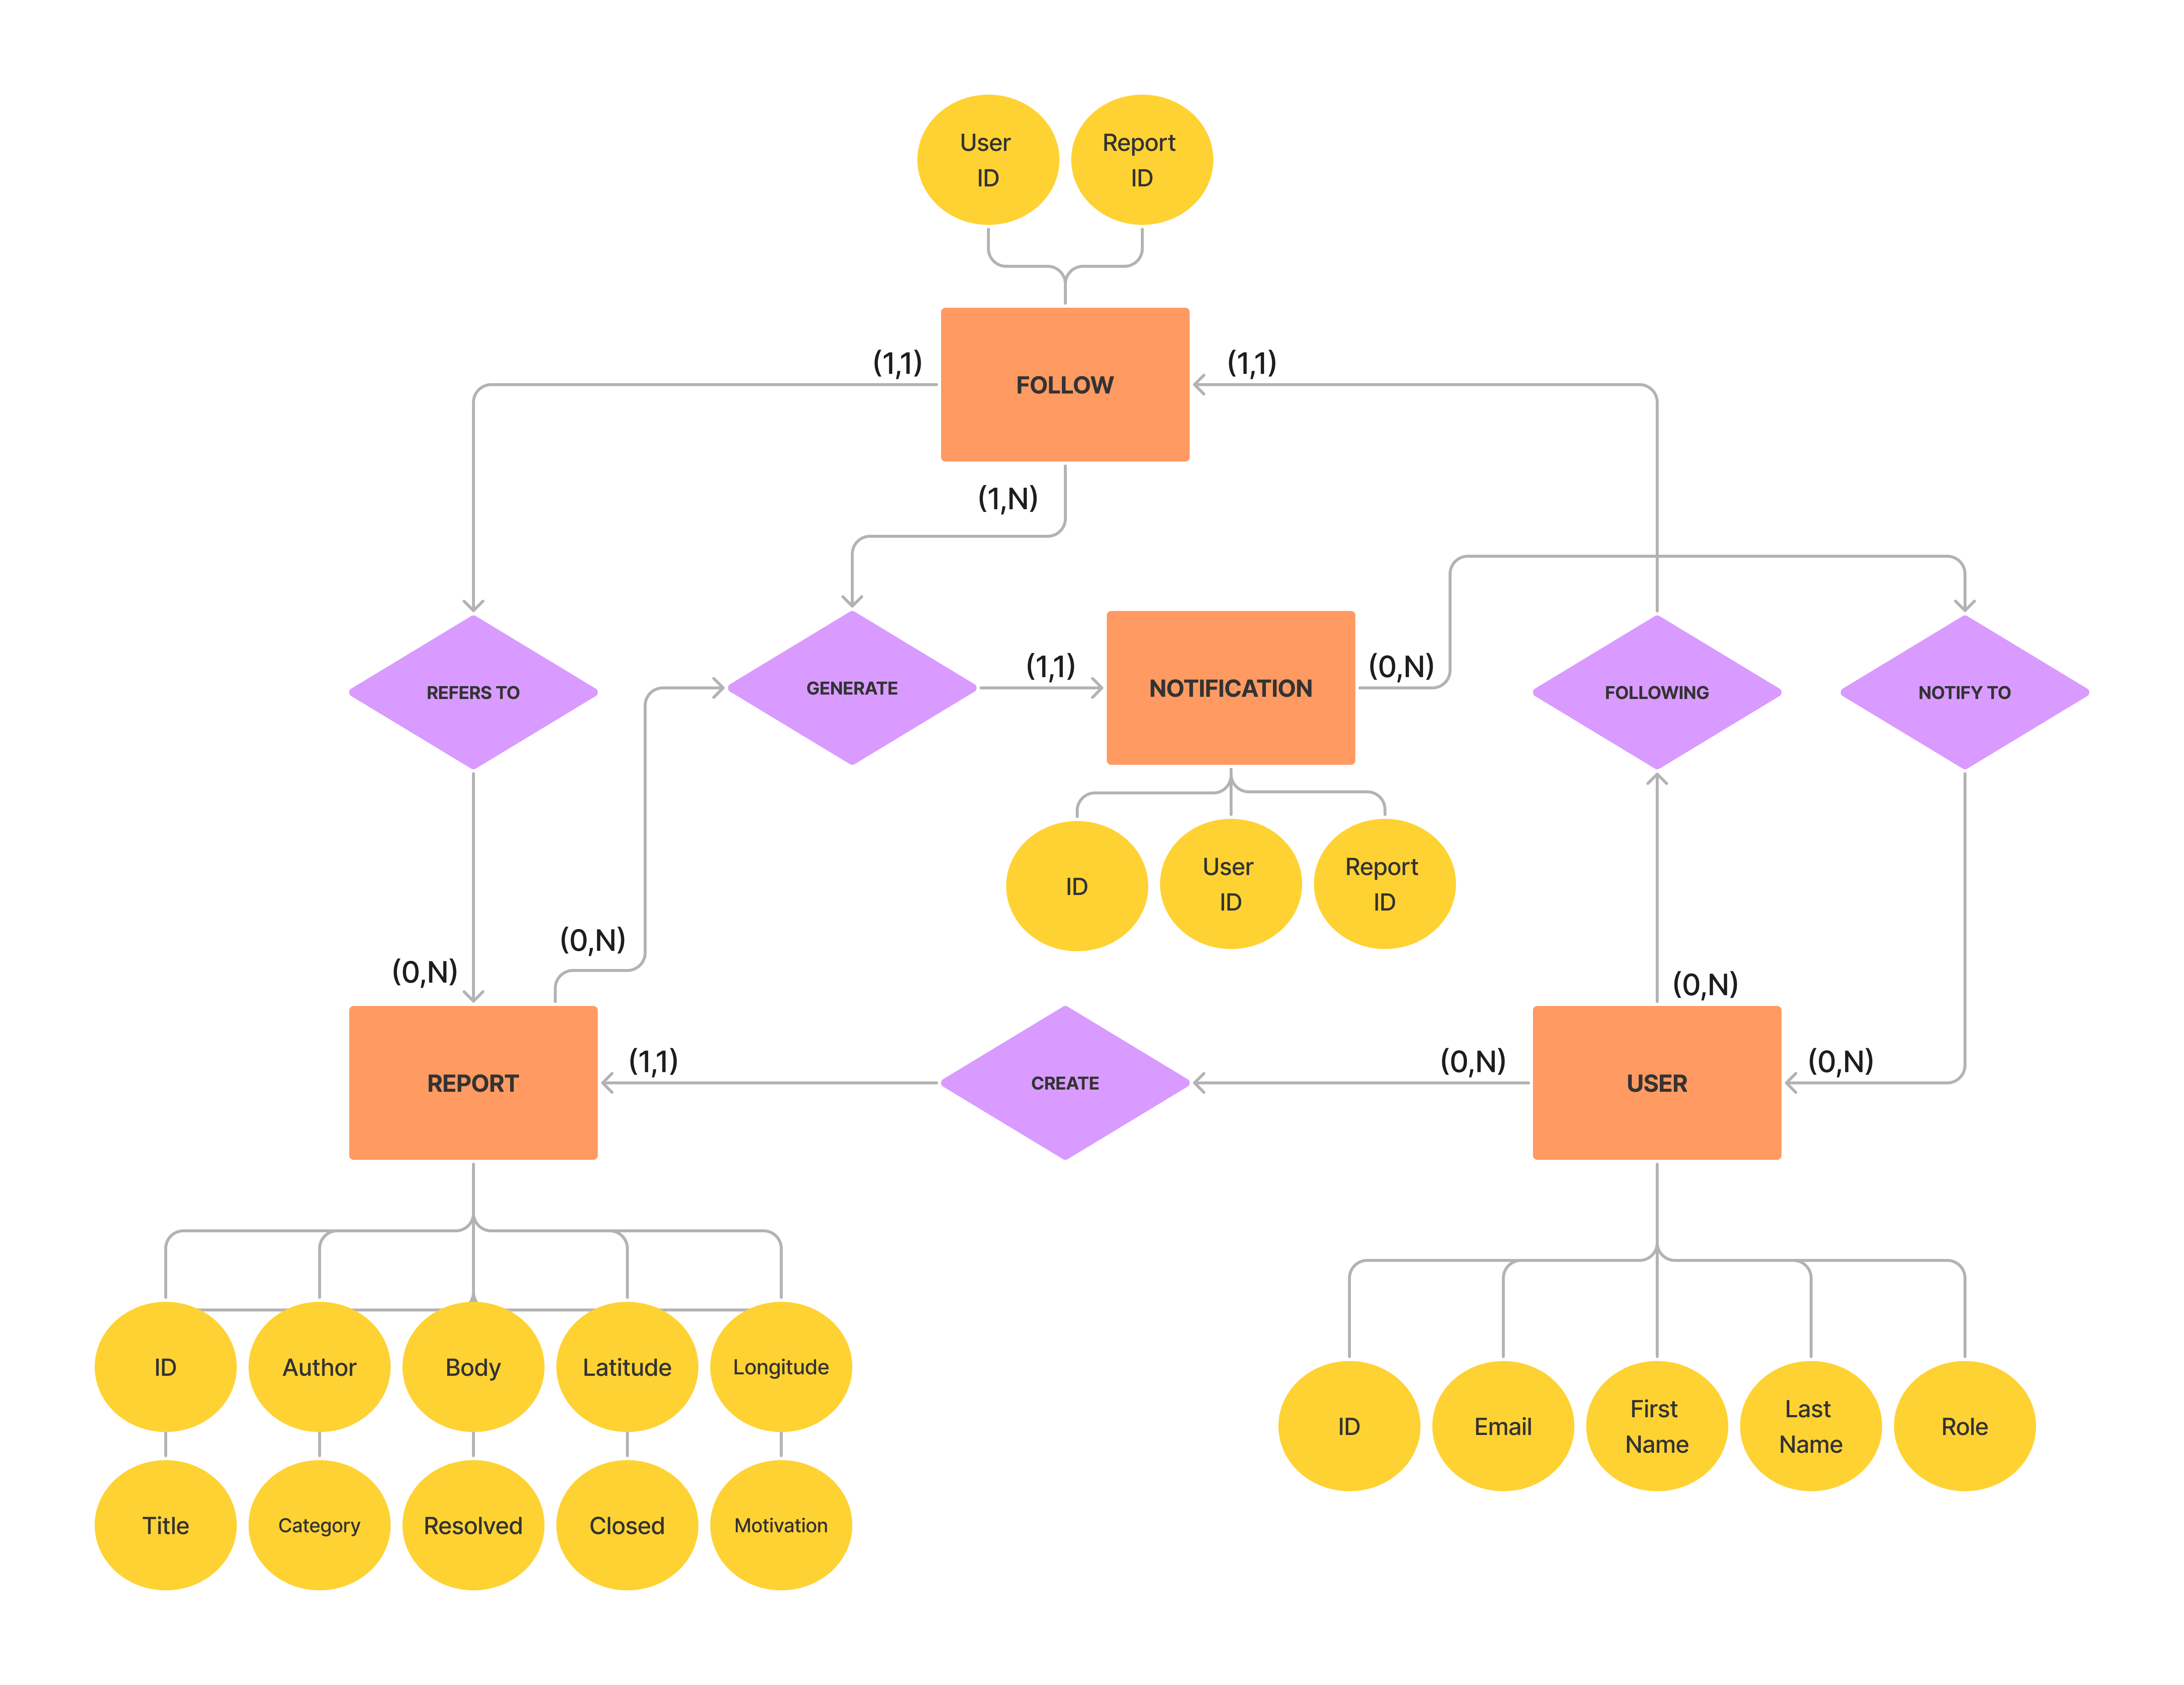 User
ID
Report
ID
(1,1)
FOLLOW
(1,1)
(1,N)
REFERS TO
GENERATE
(1,1)
NOTIFICATION
(0,N)
FOLLOWING
NOTIFY TO
ID
User
ID
Report
ID
(0,N)
(0,N)
(0,N)
REPORT
(1,1)
CREATE
(0,N)
USER
(0,N)
ID
Author
Body
Latitude
Longitude
Title
Category
Resolved
Closed
Motivation
ID
Email
First
Name
Last
Name
Role